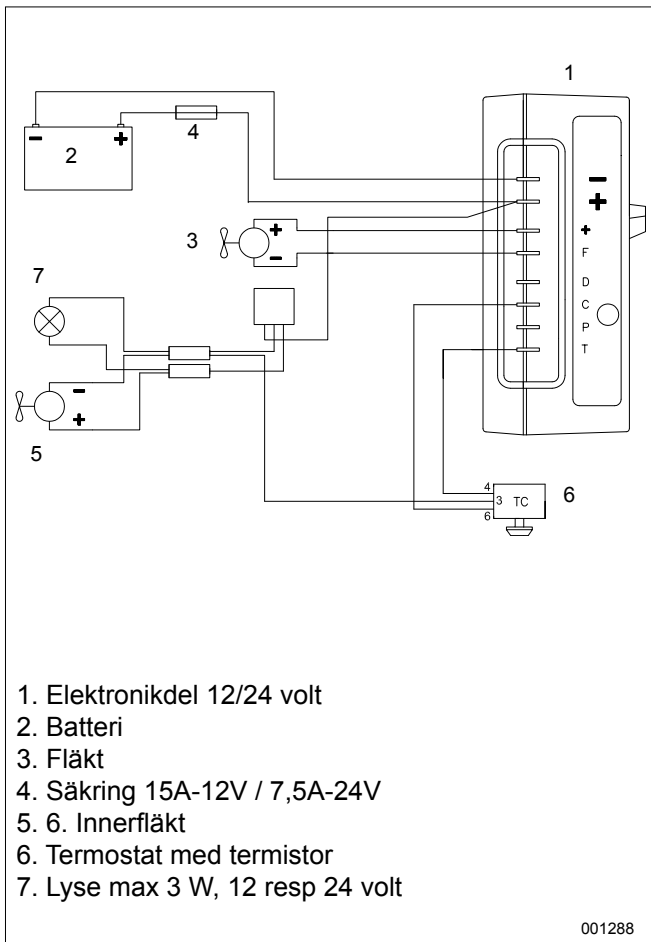 1
- +
2
4
-
+
+
F
D
C
P
T
3
+
-
7
-
+
5
4
3 TC
6
6
1. Elektronikdel 12/24 volt
2. Batteri
3. Fläkt
4. Säkring 15A-12V / 7,5A-24V
5. 6. Innerfläkt
6. Termostat med termistor
7. Lyse max 3 W, 12 resp 24 volt
001288